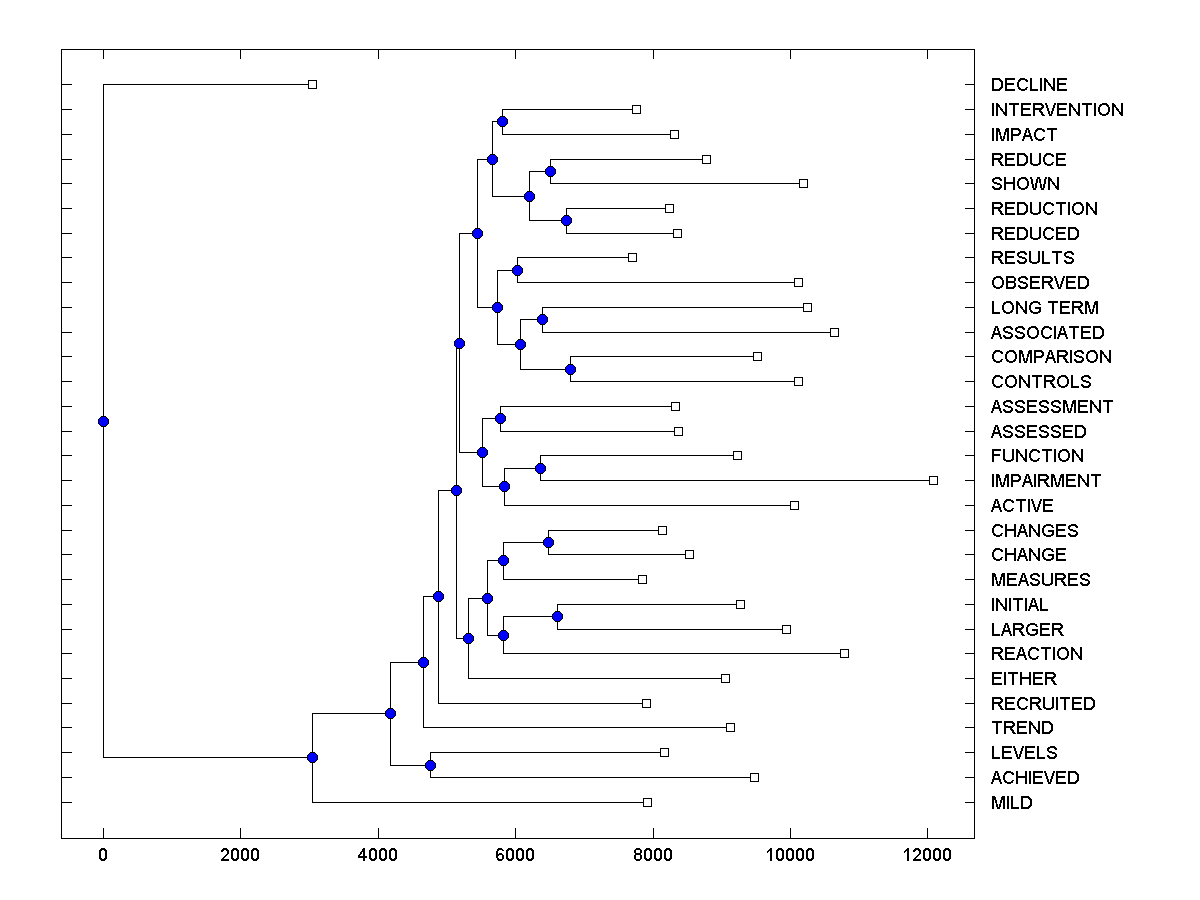 DECLINE
INTERVENTION
IMPACT
REDUCE
SHOWN
REDUCTION
REDUCED
RESULTS
OBSERVED
LONG TERM
ASSOCIATED
COMPARISON
CONTROLS
ASSESSMENT
ASSESSED
FUNCTION
IMPAIRMENT
ACTIVE
CHANGES
CHANGE
MEASURES
INITIAL
LARGER
REACTION
EITHER
RECRUITED
TREND
LEVELS
ACHIEVED
MILD
0 2000 4000 6000 8000 10000 12000